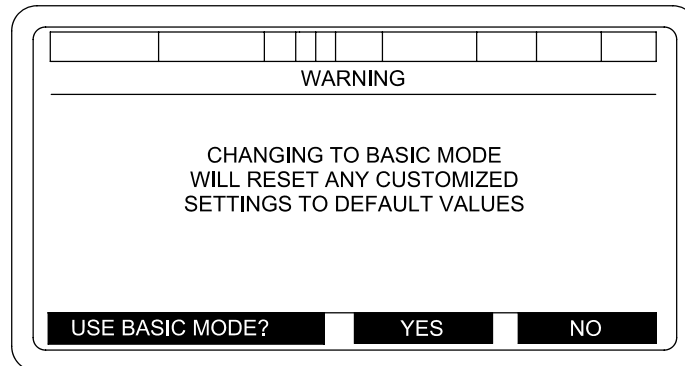 WARNING
CHANGING TO BASIC MODE
WILL RESET ANY CUSTOMIZED
SETTINGS TO DEFAULT VALUES
USE BASIC MODE? YES NO